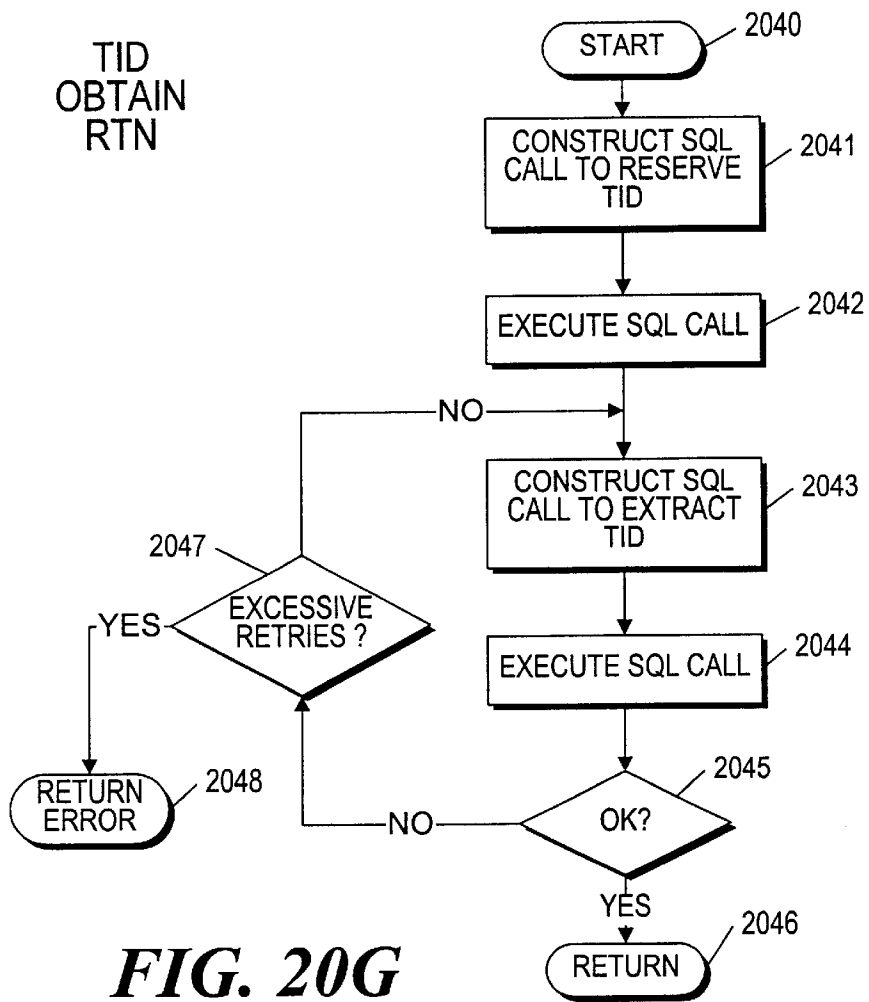 TID
OBTAIN
RTN
START
2040
CONSTRUCT SQL
CALL TO RESERVE
TID
2041
EXECUTE SQL CALL
2042
NO
CONSTRUCT SQL
CALL TO EXTRACT
TID
2043
2047
EXCESSIVE
RETRIES ?
YES
EXECUTE SQL CALL
2044
RETURN
ERROR
2048
OK?
2045
NO
YES
RETURN
2046
FIG. 20G